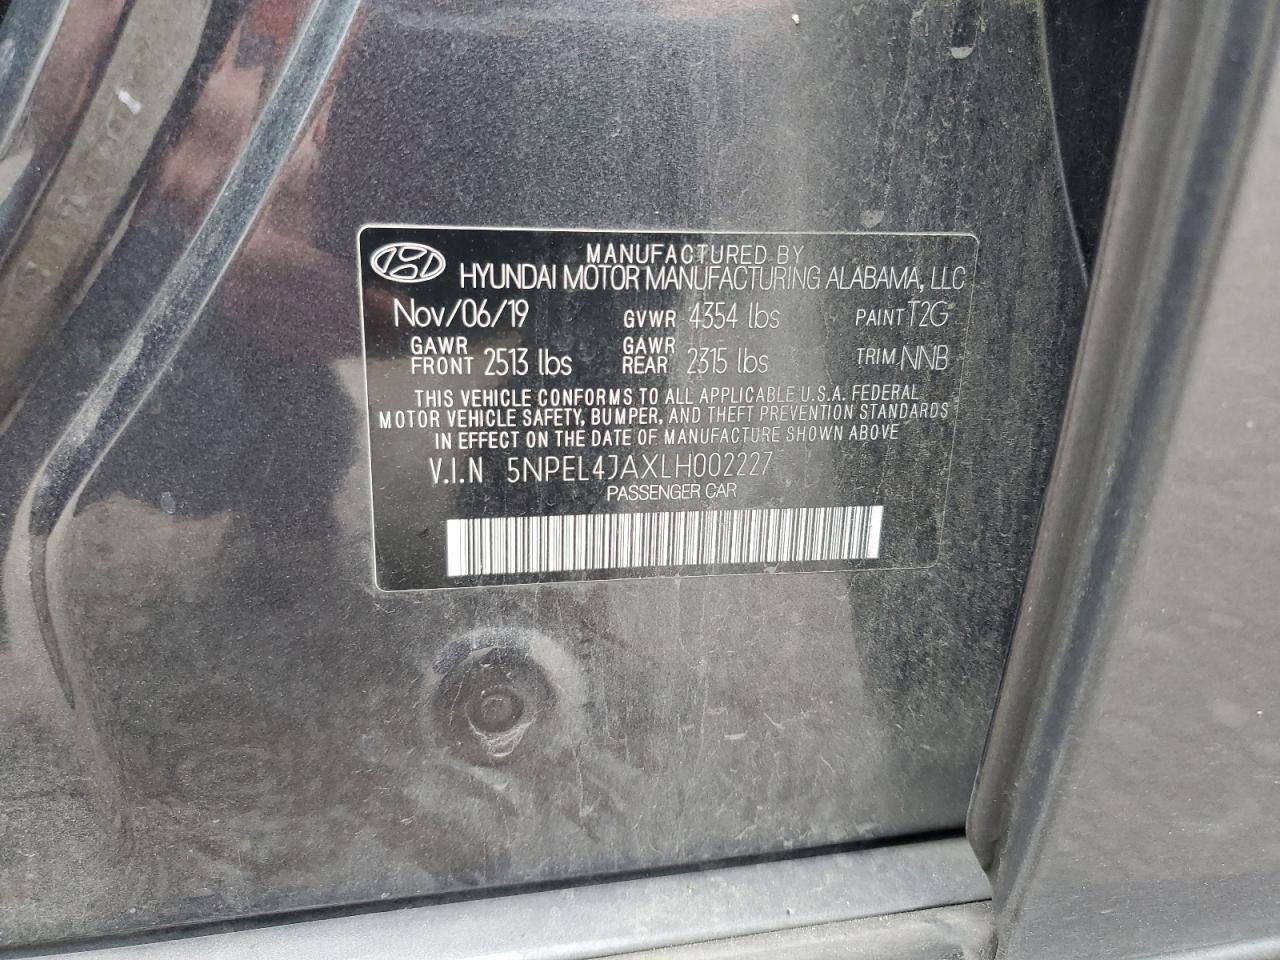 MANUFACTURED BY
HYUNDAI MOTOR MANUFACTURING ALABAMA, LLC
Nov/06/19 GVWR 4354 lbs PAINT T2G
GAWR FRONT 2513 lbs GAWR REAR 2315 lbs TRIM NNB
THIS VEHICLE CONFORMS TO ALL APPLICABLE U.S.A. FEDERAL
MOTOR VEHICLE SAFETY, BUMPER, AND THEFT PREVENTION STANDARDS
IN EFFECT ON THE DATE OF MANUFACTURE SHOWN ABOVE
V.I.N 5NPEL4JAXLH002227
PASSENGER CAR